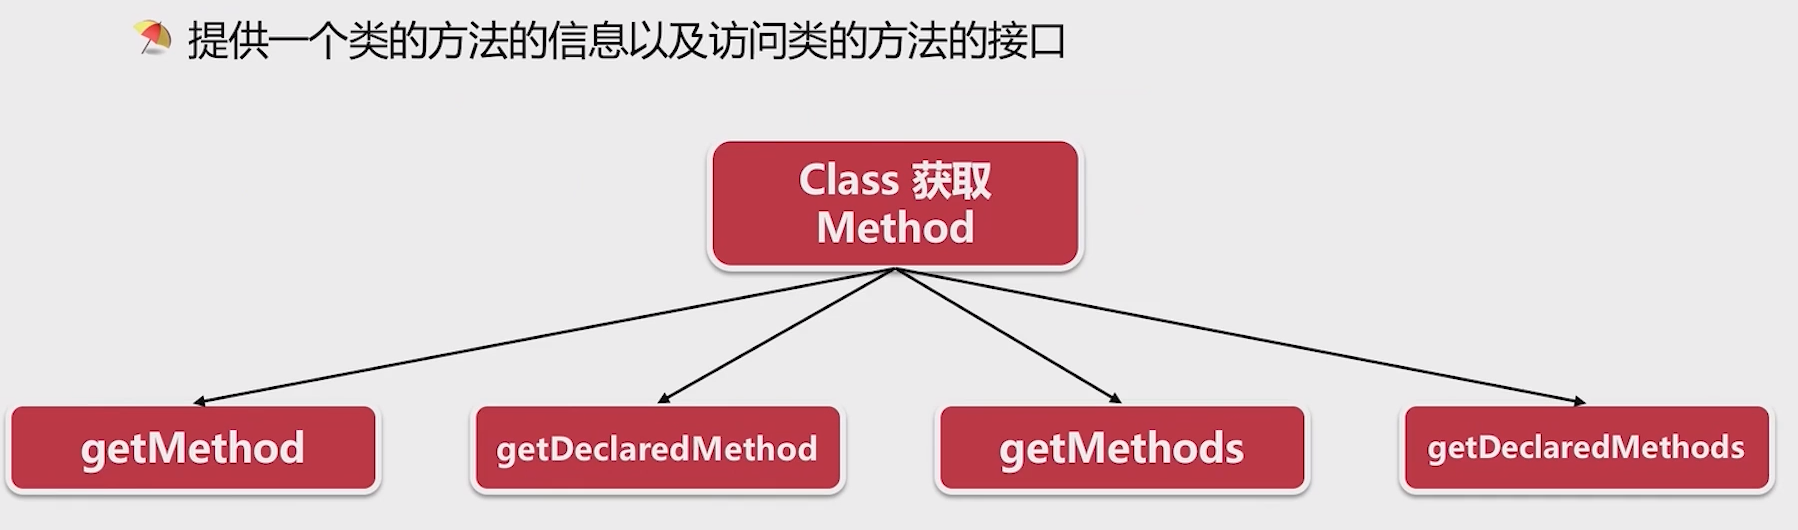 提供一个类的方法的信息以及访问类的方法的接口
Class 获取
Method
getMethod
getDeclaredMethod
getMethods
getDeclaredMethods